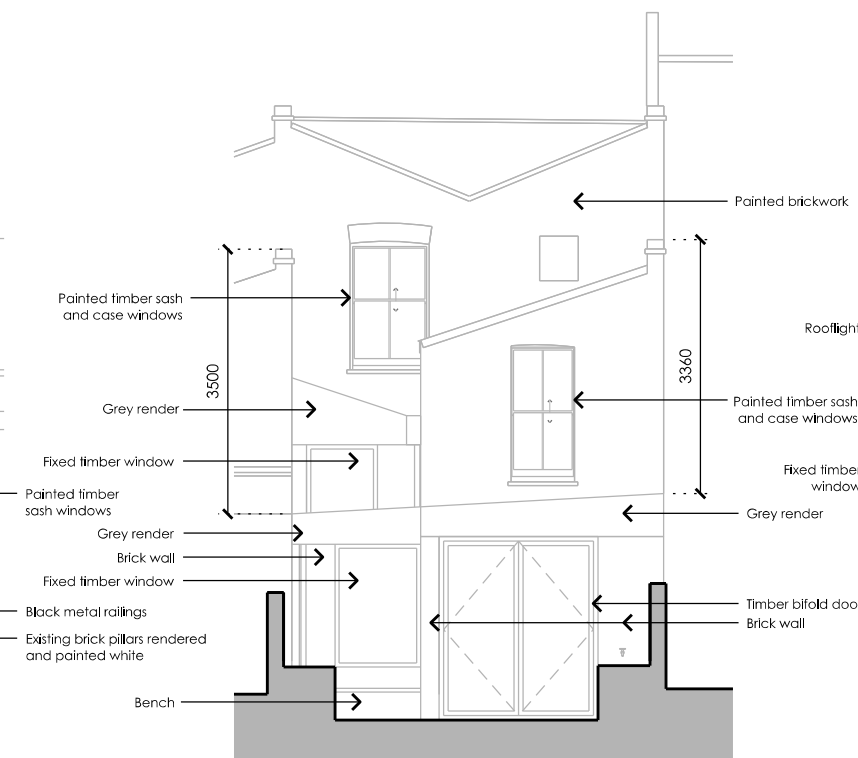 Painted brickwork
Painted timber sash
and case windows
Rooflight
3500
3360
Grey render
Painted timber sash
and case windows
Fixed timber window
Fixed timber
window
Painted timber
sash windows
Grey render
Grey render
Brick wall
Fixed timber window
Black metal railings
Timber bifold doo
Brick wall
Existing brick pillars rendered
and painted white
Bench